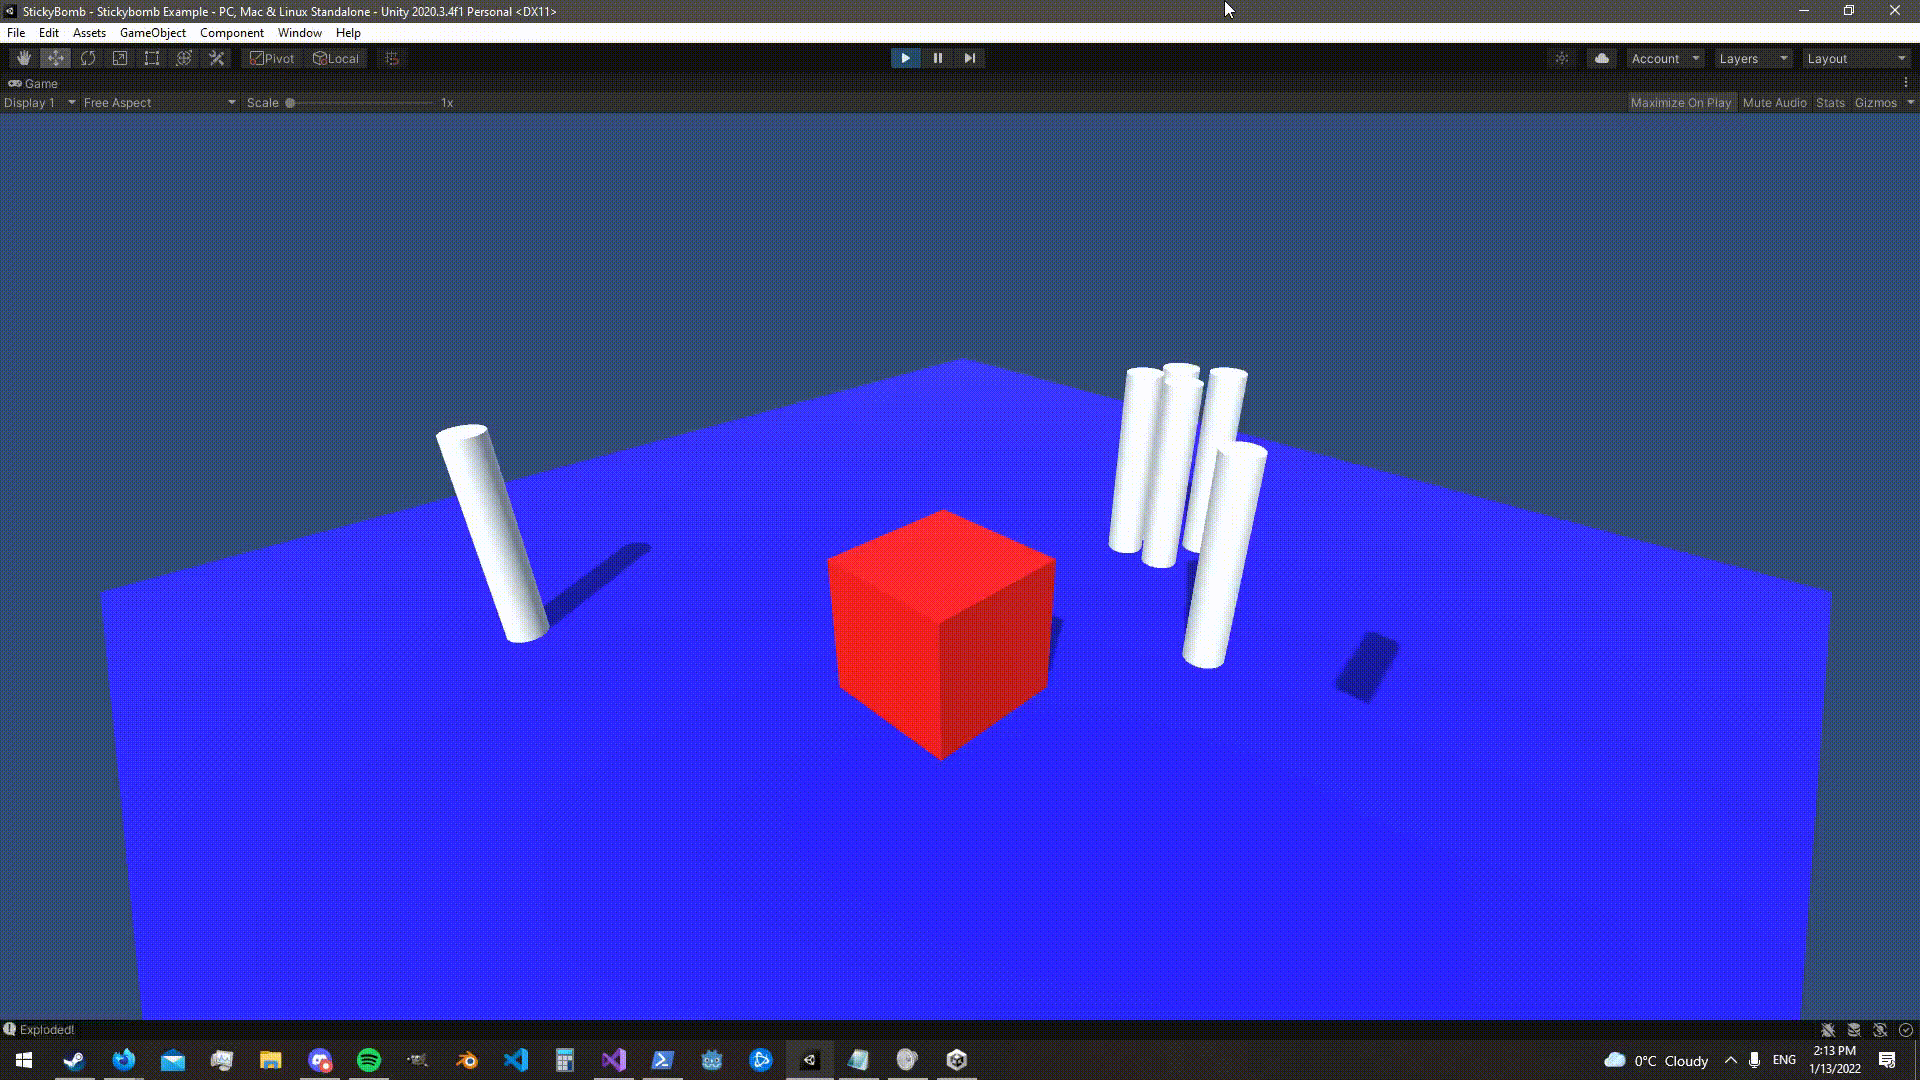 StickyBomb - Stickybomb Example - PC, Mac & Linux Standalone - Unity 2020.3.4f1 Personal <DX11>
File Edit Assets GameObject Component Window Help
Pivot Local Account Layers Layout
Game
Display 1 Free Aspect Scale 1x Maximize On Play Mute Audio Stats Gizmos
Exploded!
0°C Cloudy ENG 2:13 PM
1/13/2022